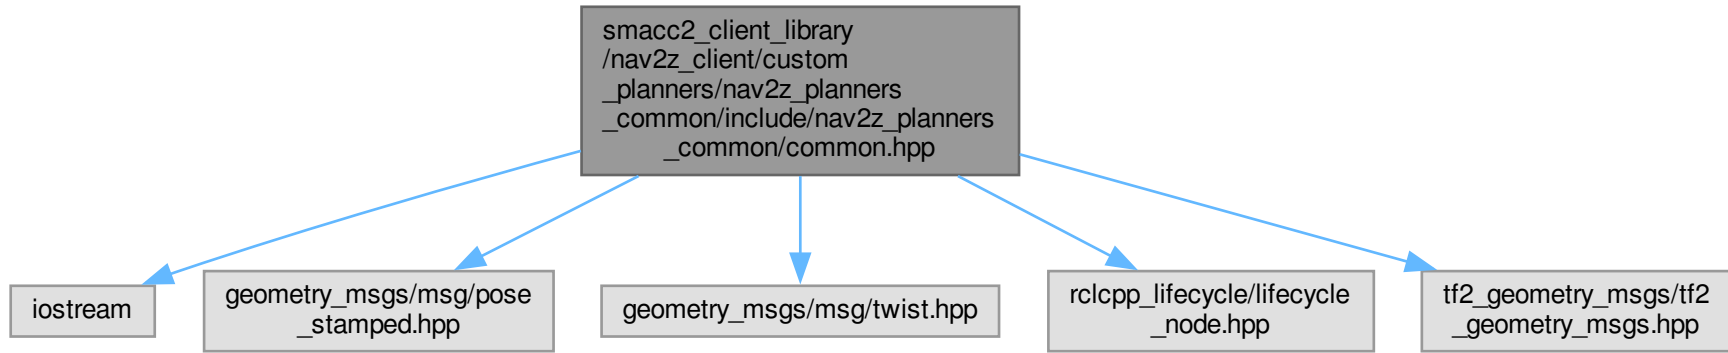 smacc2_client_library
/nav2z_client/custom
_planners/nav2z_planners
_common/include/nav2z_planners
_common/common.hpp
iostream
geometry_msgs/msg/pose
_stamped.hpp
geometry_msgs/msg/twist.hpp
rclcpp_lifecycle/lifecycle
_node.hpp
tf2_geometry_msgs/tf2
_geometry_msgs.hpp